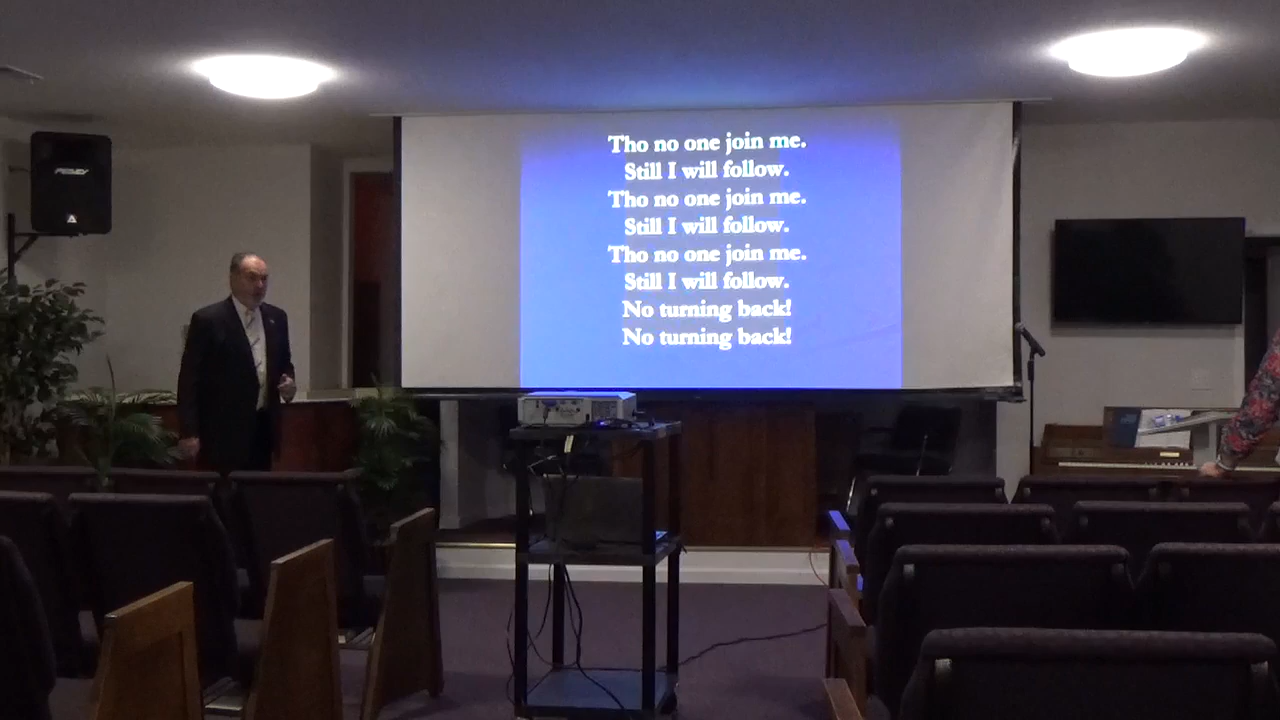 Tho no one join me.
Still I will follow.
Tho no one join me.
Still I will follow.
Tho no one join me.
Still I will follow.
No turning back!
No turning back!
PEAVEY